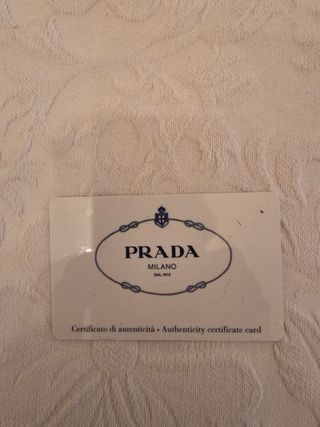 PRADA
MILANO
DAL 1913
Certificato di autenticità • Authenticity certificate card